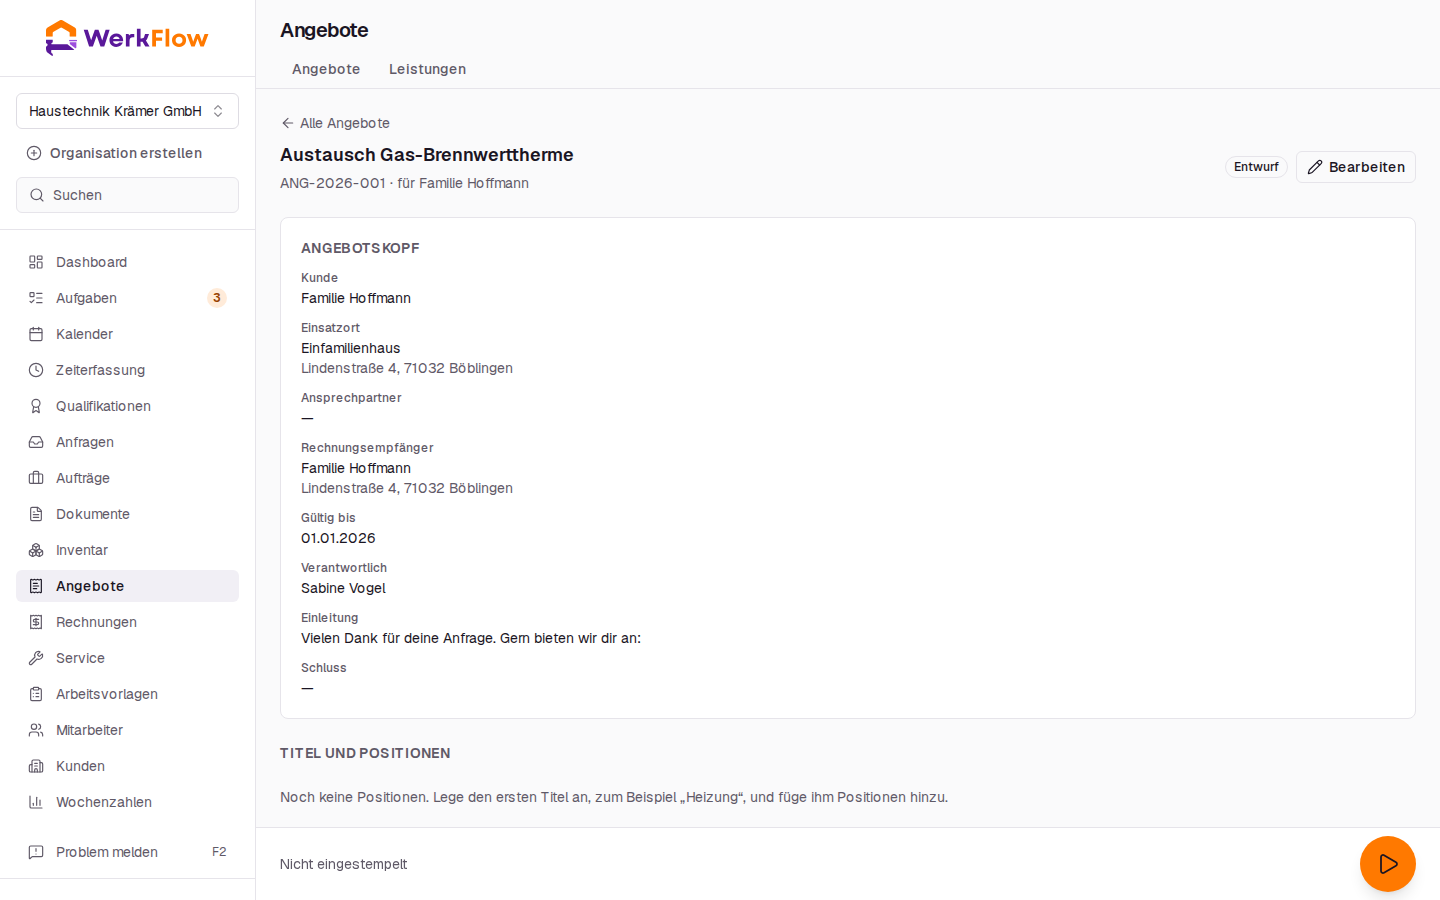 WerkFlow
Haustechnik Krämer GmbH
Organisation erstellen
Suchen
Dashboard
Aufgaben 3
Kalender
Zeiterfassung
Qualifikationen
Anfragen
Aufträge
Dokumente
Inventar
Angebote
Rechnungen
Service
Arbeitsvorlagen
Mitarbeiter
Kunden
Wochenzahlen
Problem melden F2
Angebote
Angebote Leistungen
Alle Angebote
Austausch Gas-Brennwerttherme
ANG-2026-001 · für Familie Hoffmann
Entwurf Bearbeiten
ANGEBOTSKOPF
Kunde
Familie Hoffmann
Einsatzort
Einfamilienhaus
Lindenstraße 4, 71032 Böblingen
Ansprechpartner
—
Rechnungsempfänger
Familie Hoffmann
Lindenstraße 4, 71032 Böblingen
Gültig bis
01.01.2026
Verantwortlich
Sabine Vogel
Einleitung
Vielen Dank für deine Anfrage. Gern bieten wir dir an:
Schluss
—
TITEL UND POSITIONEN
Noch keine Positionen. Lege den ersten Titel an, zum Beispiel „Heizung“, und füge ihm Positionen hinzu.
Nicht eingestempelt